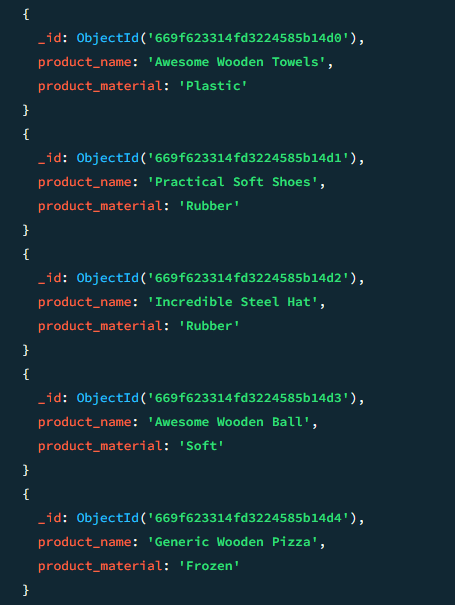 {
_id: ObjectId('669f623314fd3224585b14d0'),
product_name: 'Awesome Wooden Towels',
product_material: 'Plastic'
}
{
_id: ObjectId('669f623314fd3224585b14d1'),
product_name: 'Practical Soft Shoes',
product_material: 'Rubber'
}
{
_id: ObjectId('669f623314fd3224585b14d2'),
product_name: 'Incredible Steel Hat',
product_material: 'Rubber'
}
{
_id: ObjectId('669f623314fd3224585b14d3'),
product_name: 'Awesome Wooden Ball',
product_material: 'Soft'
}
{
_id: ObjectId('669f623314fd3224585b14d4'),
product_name: 'Generic Wooden Pizza',
product_material: 'Frozen'
}